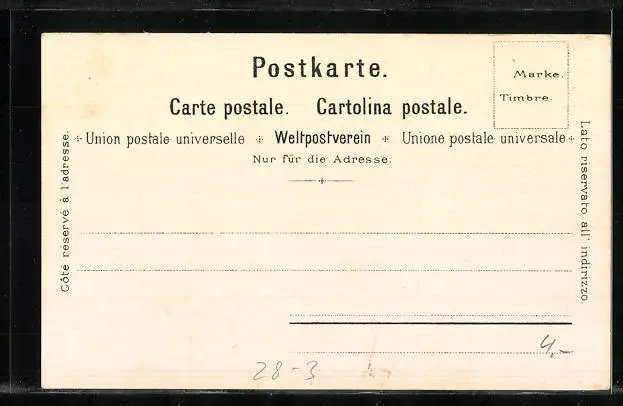 Postkarte.
Marke.
Timbre.
Carte postale. Cartolina postale.
Union postale universelle Weltpostverein Unione postale universale
Nur für die Adresse.
Côté réservé à l'adresse.
Lato riservato all' indirizzo.
4,-
28-3